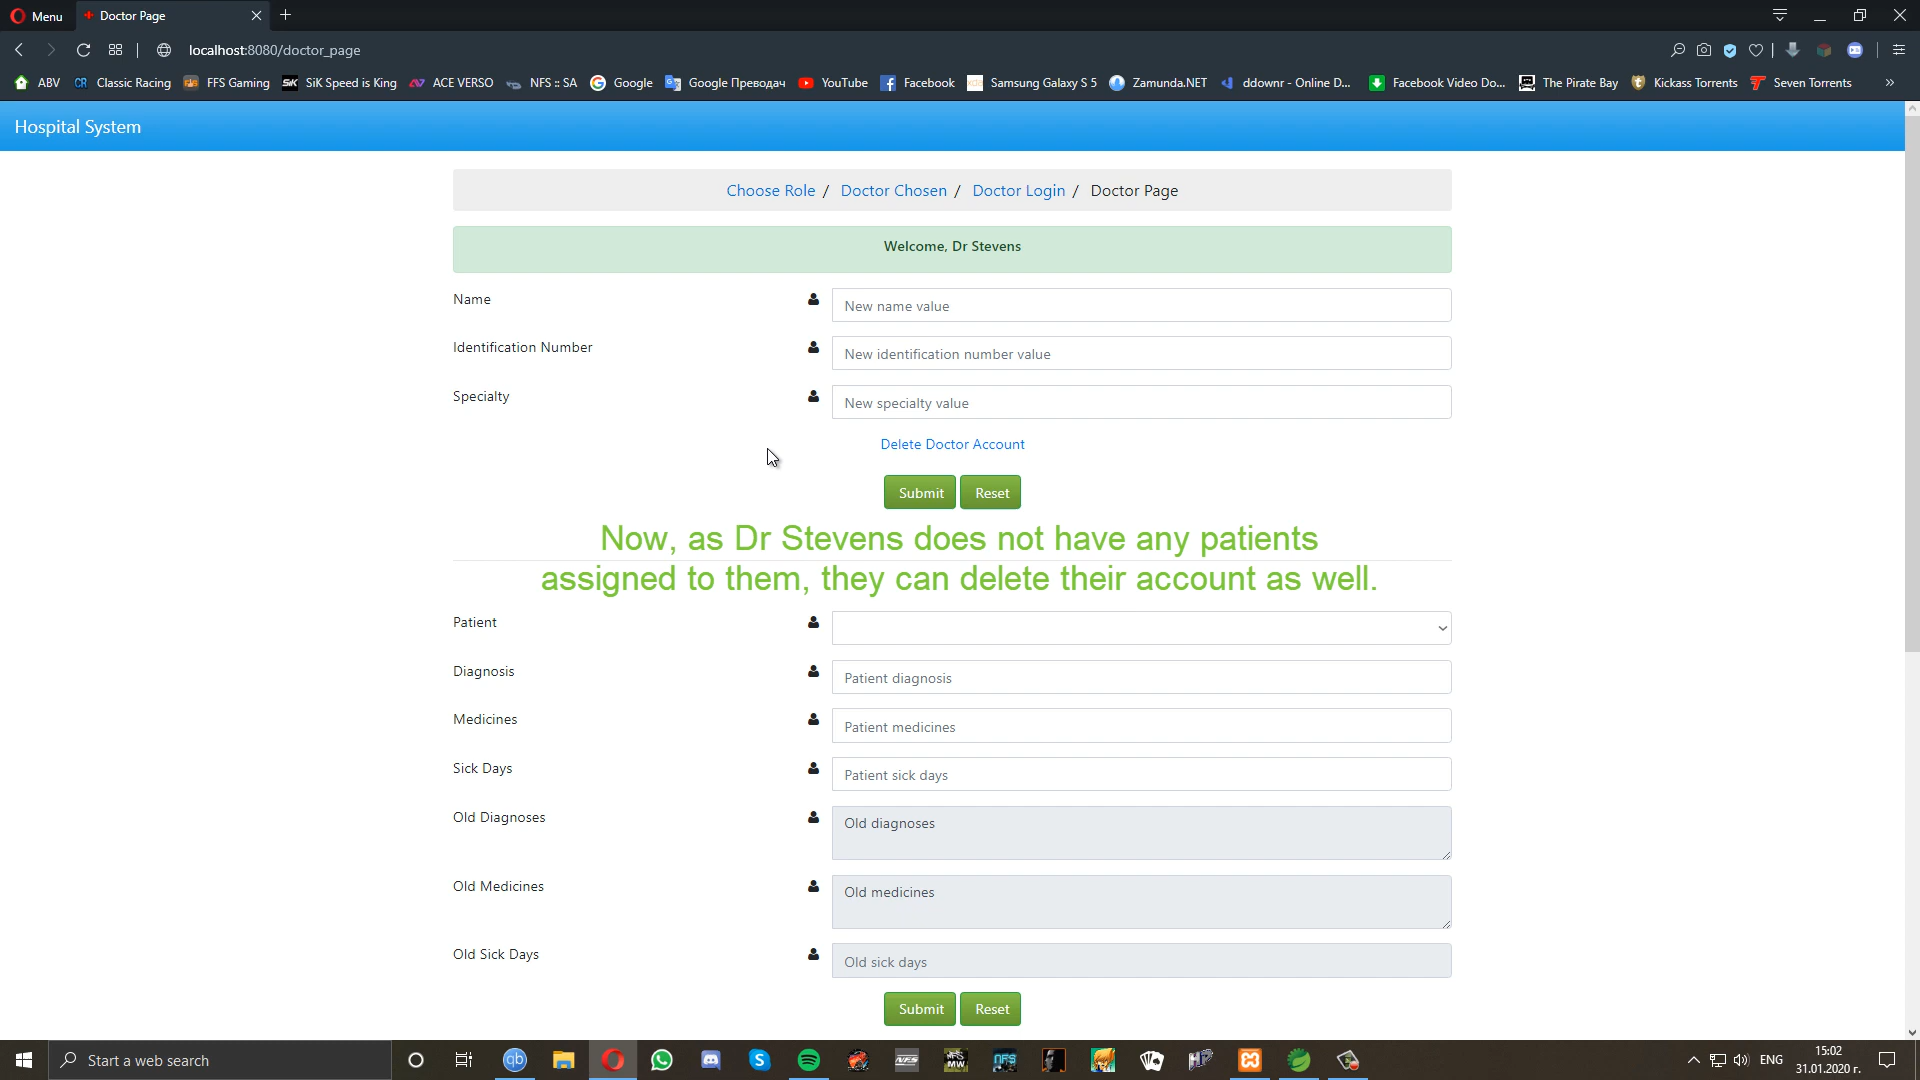 Menu
Doctor Page
localhost:8080/doctor_page
ABV Classic Racing FFS Gaming SiK Speed is King ACE VERSO NFS :: SA Google Google Преводач YouTube Facebook Samsung Galaxy S 5 Zamunda.NET ddownr - Online D... Facebook Video Do... The Pirate Bay Kickass Torrents Seven Torrents
Hospital System
Choose Role / Doctor Chosen / Doctor Login / Doctor Page
Welcome, Dr Stevens
Name New name value
Identification Number New identification number value
Specialty New specialty value
Delete Doctor Account
Submit Reset
Now, as Dr Stevens does not have any patients
assigned to them, they can delete their account as well.
Patient
Diagnosis Patient diagnosis
Medicines Patient medicines
Sick Days Patient sick days
Old Diagnoses Old diagnoses
Old Medicines Old medicines
Old Sick Days Old sick days
Submit Reset
Start a web search
ENG
15:02
31.01.2020 г.